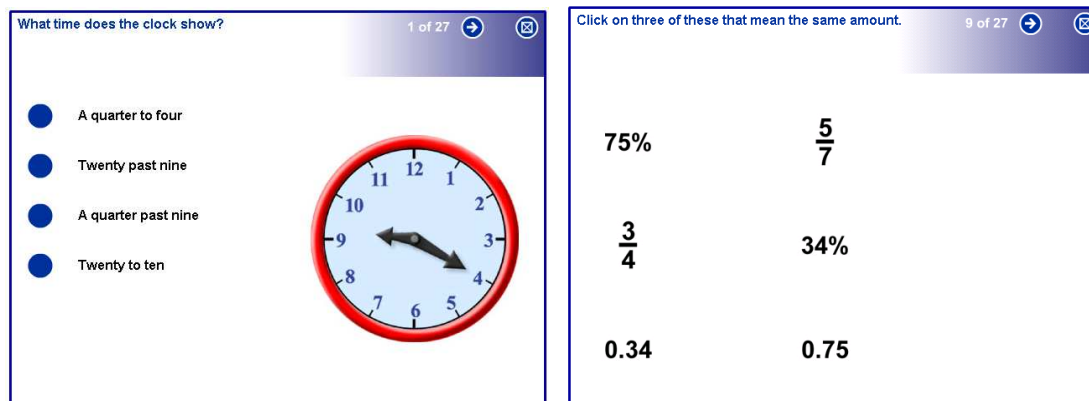 What time does the clock show?
1 of 27
A quarter to four
Twenty past nine
A quarter past nine
Twenty to ten
12
1
2
3
4
5
6
7
8
9
10
11
Click on three of these that mean the same amount.
9 of 27
75%
5
7
3
4
34%
0.34
0.75